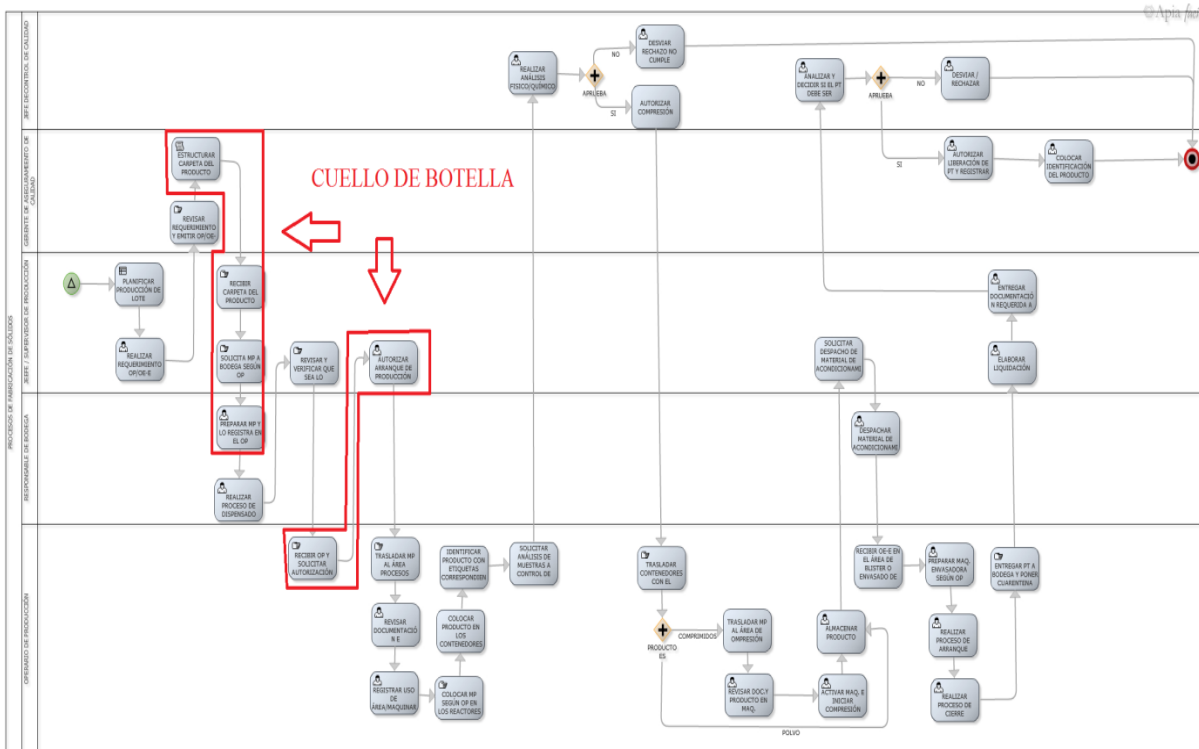 ©Apia
PROCESOS DE FABRICACIÓN DE SÓLIDOS
JEFE DECONTROL DE CALIDAD
REALIZAR
ANÁLISIS
FISICO/QUÍMICO
APRUEBA
NO
DESVIAR
RECHAZO NO
CUMPLE
SI
AUTORIZAR
COMPRESIÓN
ANALIZAR Y
DECIDIR SI EL PT
DEBE SER
APRUEBA
NO
DESVIAR /
RECHAZAR
GERENTE DE ASEGURAMIENTO DE
CALIDAD
ESTRUCTURAR
CARPETA DEL
PRODUCTO
REVISAR
REQUERIMIENTO
Y EMITIR OP/OE-
CUELLO DE BOTELLA
SI
AUTORIZAR
LIBERACIÓN DE
PT Y REGISTRAR
COLOCAR
IDENTIFICACIÓN
DEL PRODUCTO
JEEFE / SUPERVISOR DE PRODUCCIÓN
PLANIFICAR
PRODUCCIÓN DE
LOTE
REALIZAR
REQUERIMIENTO
OP/OE-E
RECIBIR
CARPETA DEL
PRODUCTO
SOLICITA MP A
BODEGA SEGÚN
OP
REVISAR Y
VERIFICAR QUE
SEA LO
AUTORIZAR
ARRANQUE DE
PRODUCCIÓN
SOLICITAR
DESPACHO DE
MATERIAL DE
ACONDICIONAMI
ENTREGAR
DOCUMENTACIÓ
N REQUERIDA A
ELABORAR
LIQUIDACIÓN
RESPONSABLE DE BODEGA
PREPARAR MP Y
LO REGISTRA EN
EL OP
REALIZAR
PROCESO DE
DISPENSADO
DESPACHAR
MATERIAL DE
ACONDICIONAMI
OPERARIO DE PRODUCCIÓN
RECIBIR OP Y
SOLICITAR
AUTORIZACIÓN
TRASLADAR MP
AL ÁREA
PROCESOS
REVISAR
DOCUMENTACIÓ
N E
REGISTRAR USO
DE
ÁREA/MAQUINAR
IDENTIFICAR
PRODUCTO CON
ETIQUETAS
CORRESPONDIEN
COLOCAR
PRODUCTO EN
LOS
CONTENEDORES
COLOCAR MP
SEGÚN OP EN
LOS REACTORES
SOLICITAR
ANÁLISIS DE
MUESTRAS A
CONTROL DE
TRASLADAR
CONTENEDORES
CON EL
PRODUCTO
ES
COMPRIMIDOS
POLVO
TRASLADAR MP
AL ÁREA DE
OMPRESIÓN
REVISAR DOC.Y
PRODUCTO EN
MAQ.
ACTIVAR MAQ. E
INICIAR
COMPRESIÓN
ALMACENAR
PRODUCTO
RECIBIR OE-E EN
EL ÁREA DE
BLISTER O
ENVASADO DE
PREPARAR MAQ.
ENVASADORA
SEGÚN OP
REALIZAR
PROCESO DE
ARRANQUE
REALIZAR
PROCESO DE
CIERRE
ENTREGAR PT A
BODEGA Y PONER
CUARENTENA